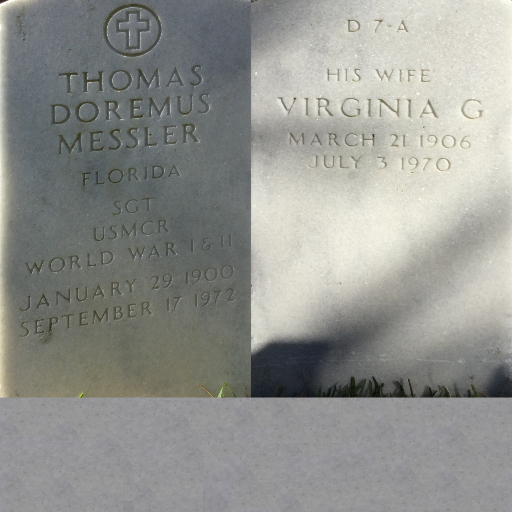 THOMAS
DOREMUS
MESSLER
FLORIDA
SGT
USMCR
WORLD WAR I & II
JANUARY 29 1900
SEPTEMBER 17 1972
D 7-A
HIS WIFE
VIRGINIA G
MARCH 21 1906
JULY 3 1970